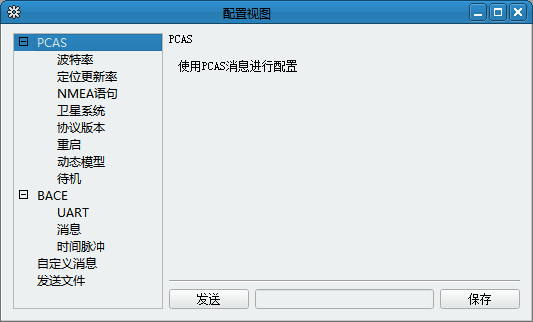 配置视图
PCAS
波特率
定位更新率
NMEA语句
卫星系统
协议版本
重启
动态模型
待机
BACE
UART
消息
时间脉冲
自定义消息
发送文件
PCAS
使用PCAS消息进行配置
发送
保存